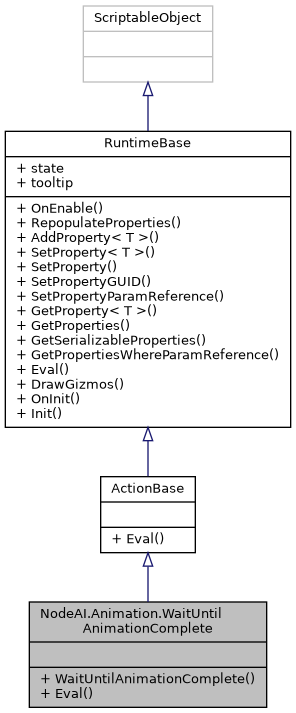 ScriptableObject
RuntimeBase
+ state
+ tooltip
+ OnEnable()
+ RepopulateProperties()
+ AddProperty< T >()
+ SetProperty< T >()
+ SetProperty()
+ SetPropertyGUID()
+ SetPropertyParamReference()
+ GetProperty< T >()
+ GetProperties()
+ GetSerializableProperties()
+ GetPropertiesWhereParamReference()
+ Eval()
+ DrawGizmos()
+ OnInit()
+ Init()
ActionBase
+ Eval()
NodeAI.Animation.WaitUntil
AnimationComplete
+ WaitUntilAnimationComplete()
+ Eval()